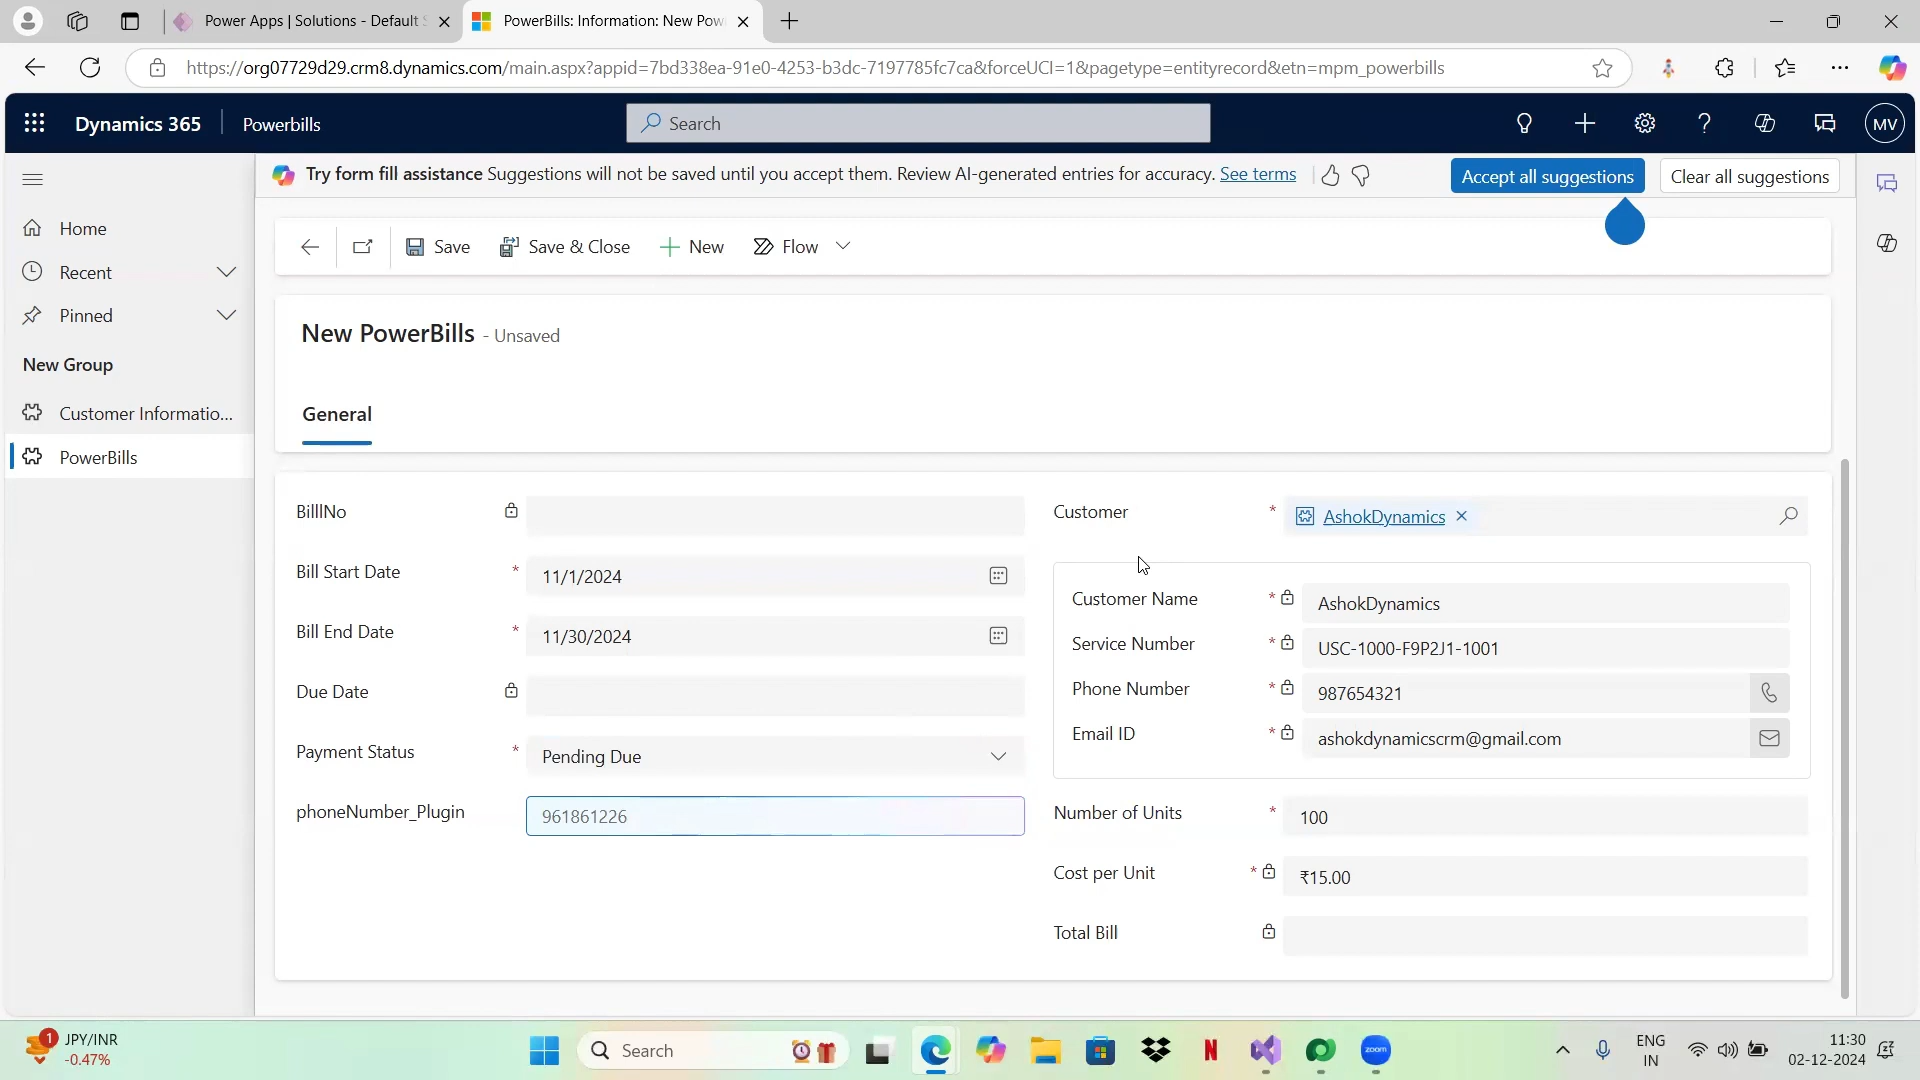 Power Apps | Solutions - Default S
PowerBills: Information: New Pow
https://org07729d29.crm8.dynamics.com/main.aspx?appid=7bd338ea-91e0-4253-b3dc-7197785fc7ca&forceUCI=1&pagetype=entityrecord&etn=mpm_powerbills
Dynamics 365
Powerbills
Search
MV
Try form fill assistance Suggestions will not be saved until you accept them. Review AI-generated entries for accuracy. See terms
Accept all suggestions
Clear all suggestions
Home
Recent
Pinned
New Group
Customer Informatio...
PowerBills
Save
Save & Close
New
Flow
New PowerBills - Unsaved
General
BilllNo
Bill Start Date * 11/1/2024
Bill End Date * 11/30/2024
Due Date
Payment Status * Pending Due
phoneNumber_Plugin 961861226
Customer * AshokDynamics
Customer Name * AshokDynamics
Service Number * USC-1000-F9P2J1-1001
Phone Number * 987654321
Email ID * ashokdynamicscrm@gmail.com
Number of Units * 100
Cost per Unit * ₹15.00
Total Bill
1
JPY/INR
-0.47%
Search
N
zoom
ENG
IN
11:30
02-12-2024